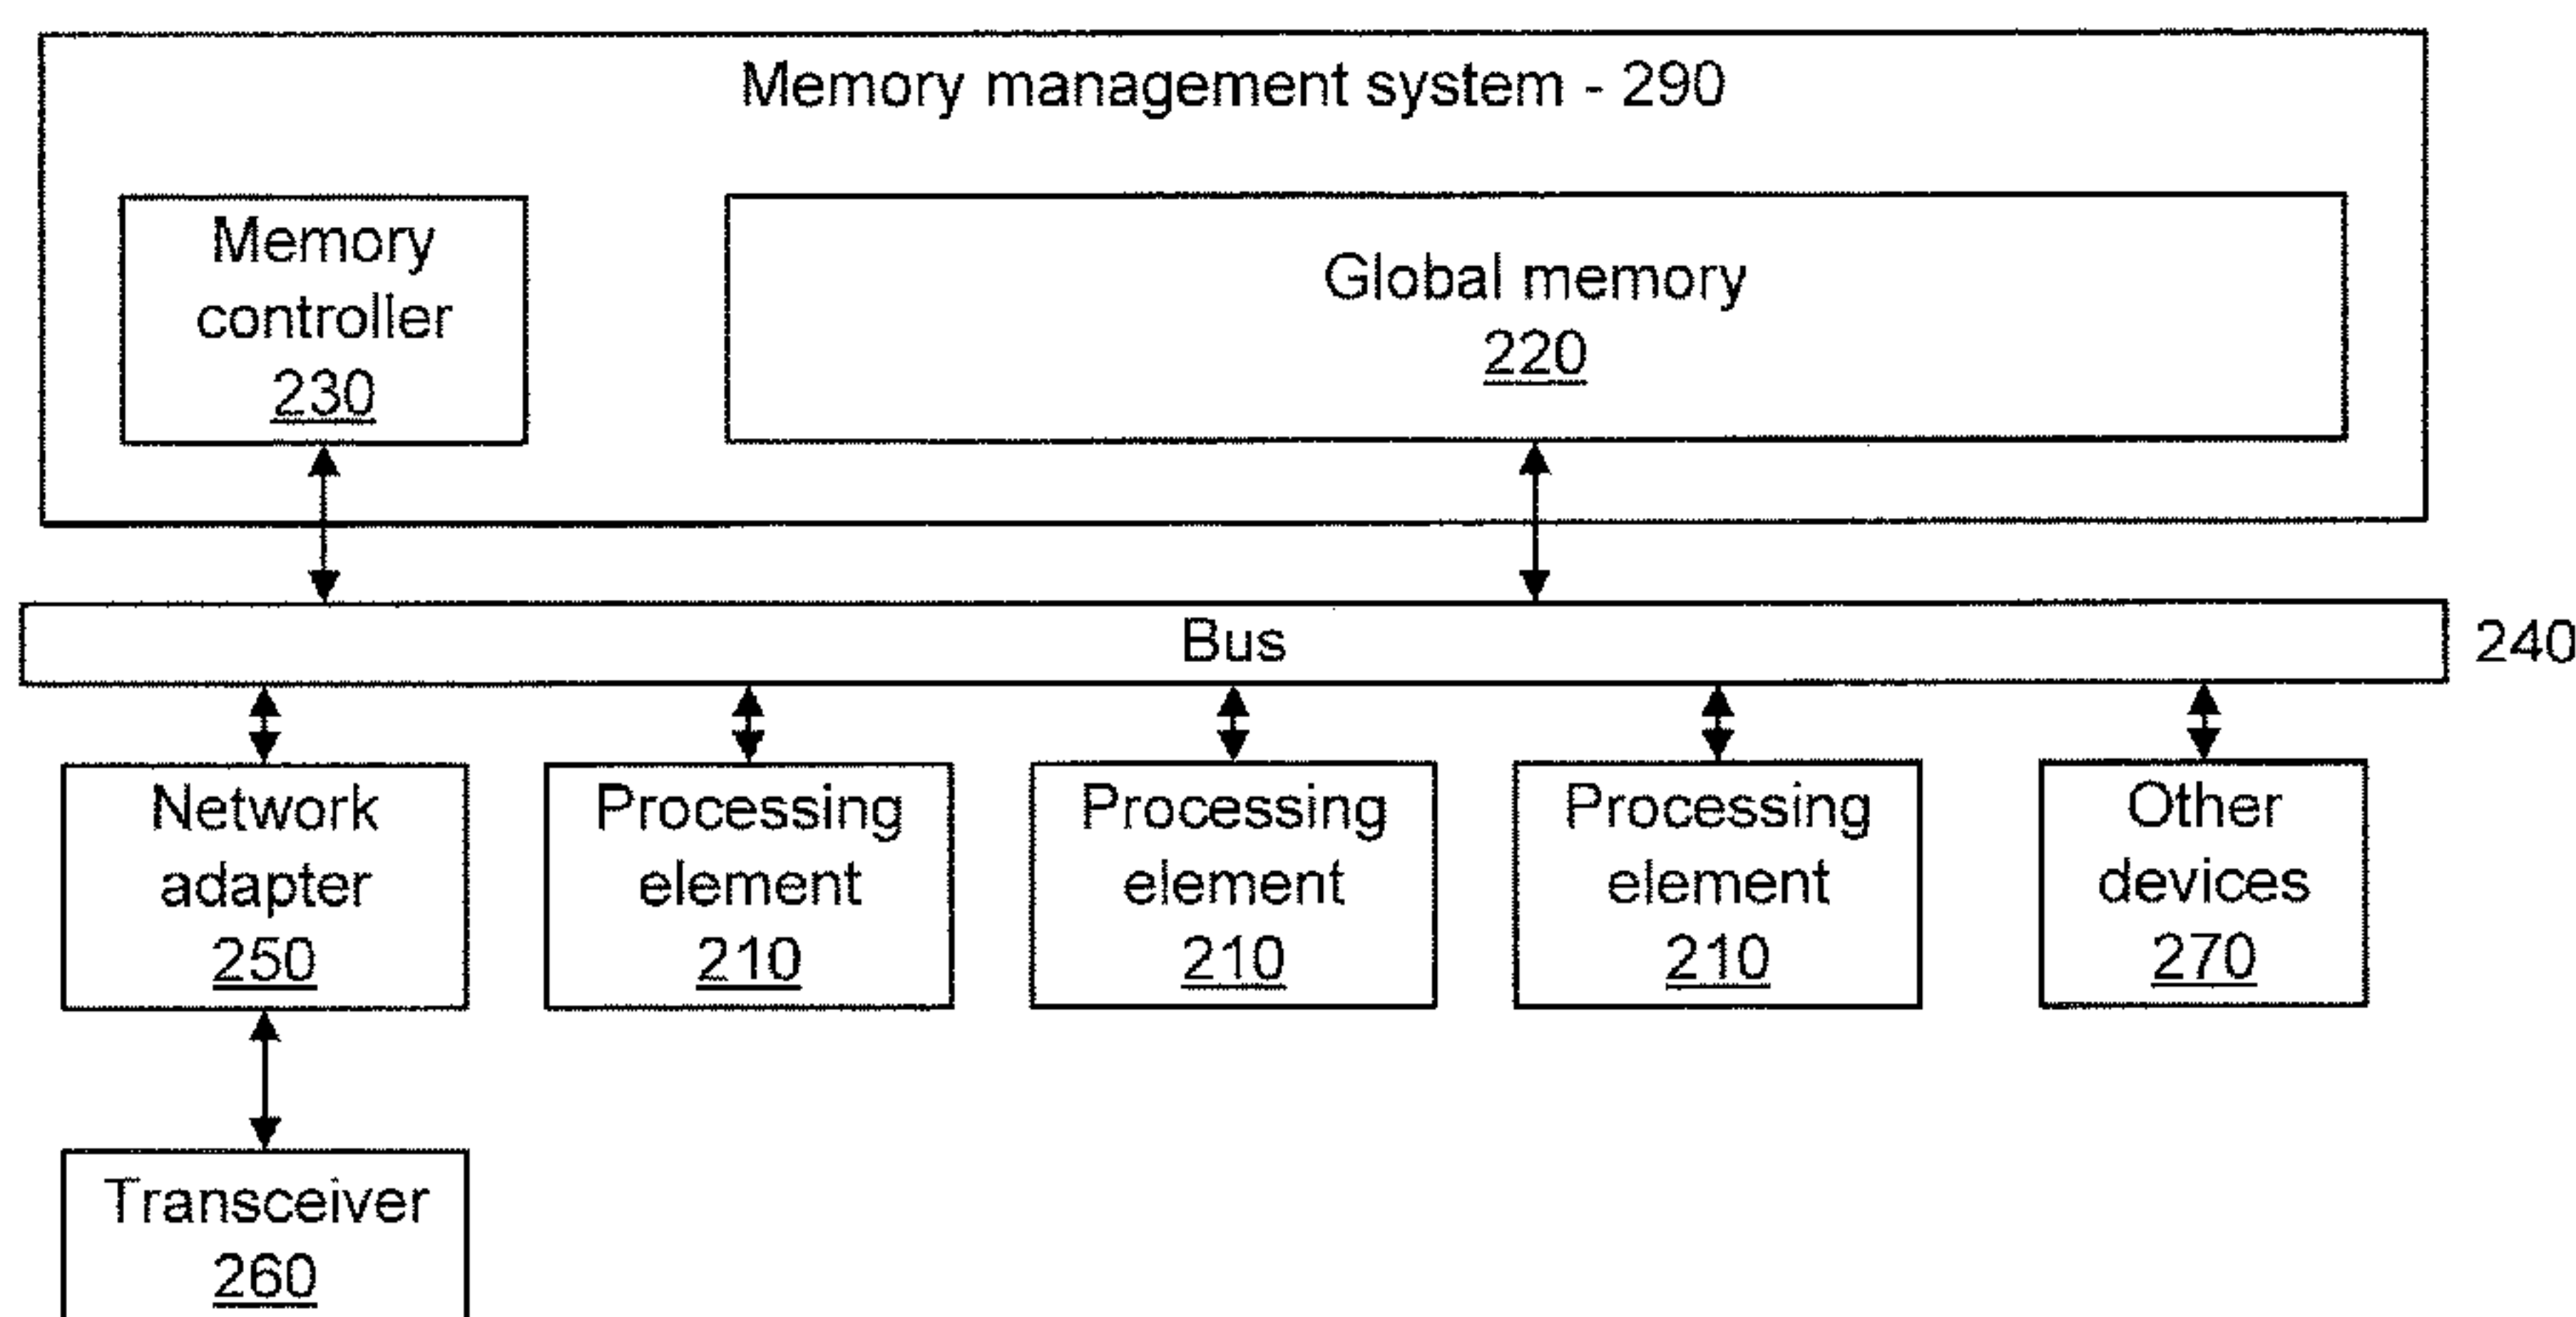 Memory management system - 290
Memory
controller
230
Global memory
220
Bus
240
Network
adapter
250
Processing
element
210
Processing
element
210
Processing
element
210
Other
devices
270
Transceiver
260